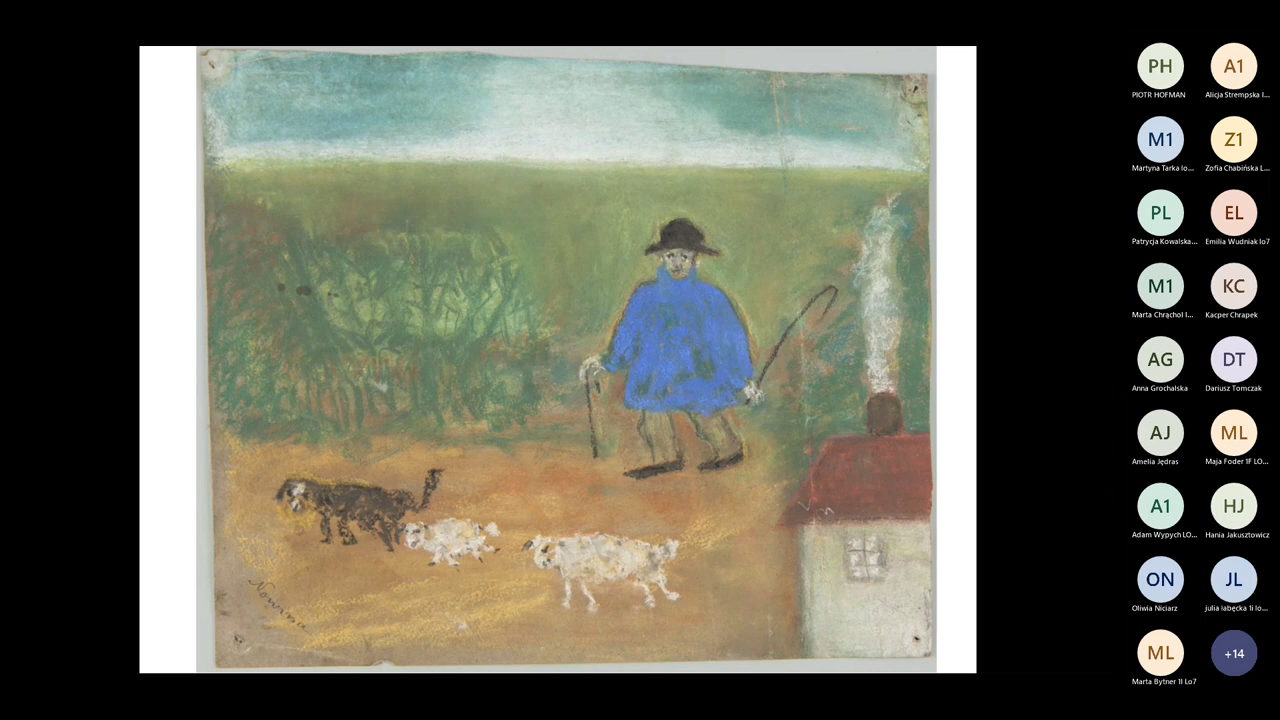 PH
PIOTR HOFMAN
A1
Alicja Strempska l...
M1
Martyna Tarka lo...
Z1
Zofia Chabińska L...
PL
Patrycja Kowalska...
EL
Emilia Wudniak lo7
M1
Marta Chrąchol l...
KC
Kacper Chrapek
AG
Anna Grochalska
DT
Dariusz Tomczak
AJ
Amelia Jędras
ML
Maja Foder 1F LO...
A1
Adam Wypych LO...
HJ
Hania Jakusztowicz
ON
Oliwia Niciarz
JL
julia łabęcka 1i lo...
ML
Marta Bytner 1l Lo7
+14